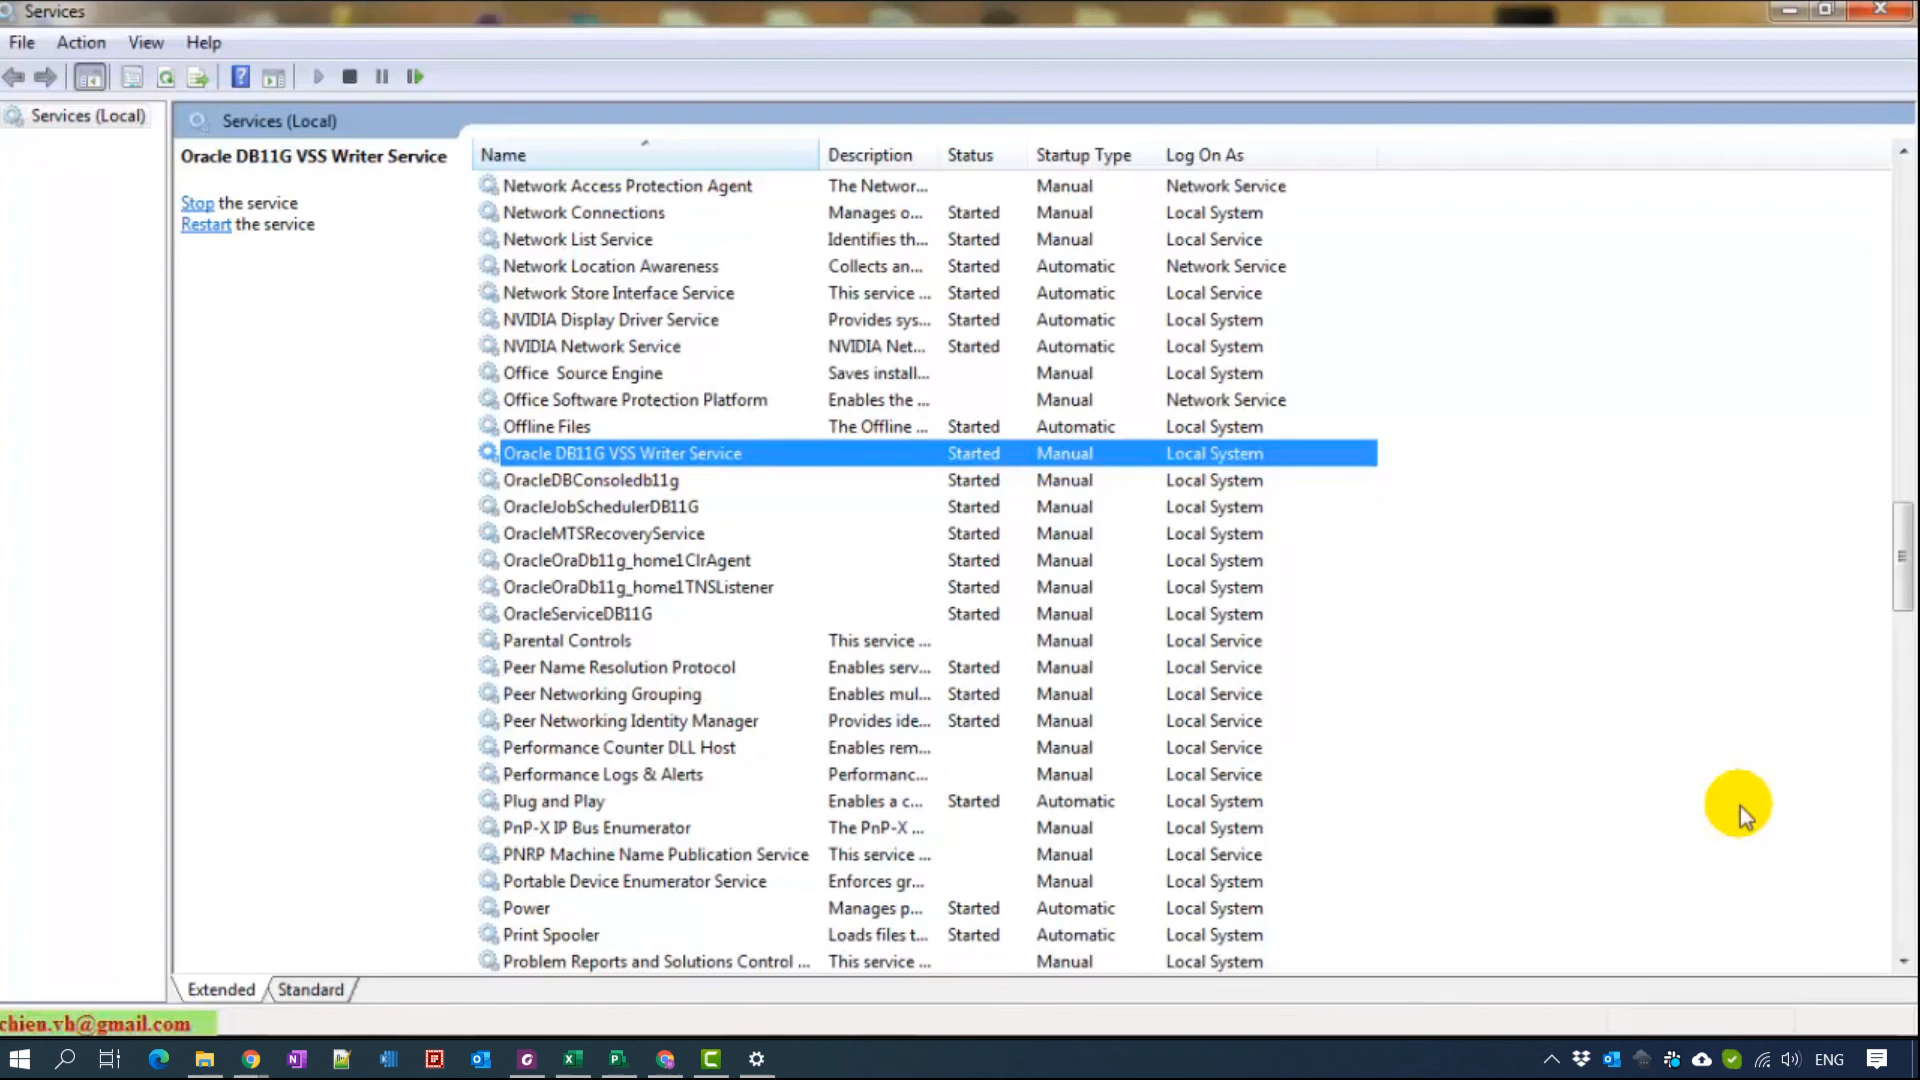 Services
File Action View Help
Services (Local)
Services (Local)
Oracle DB11G VSS Writer Service
Stop the service
Restart the service
Name Description Status Startup Type Log On As
Network Access Protection Agent The Networ... Manual Network Service
Network Connections Manages o... Started Manual Local System
Network List Service Identifies th... Started Manual Local Service
Network Location Awareness Collects an... Started Automatic Network Service
Network Store Interface Service This service ... Started Automatic Local Service
NVIDIA Display Driver Service Provides sys... Started Automatic Local System
NVIDIA Network Service NVIDIA Net... Started Automatic Local System
Office  Source Engine Saves install... Manual Local System
Office Software Protection Platform Enables the ... Manual Network Service
Offline Files The Offline ... Started Automatic Local System
Oracle DB11G VSS Writer Service Started Manual Local System
OracleDBConsoledb11g Started Manual Local System
OracleJobSchedulerDB11G Started Manual Local System
OracleMTSRecoveryService Started Manual Local System
OracleOraDb11g_home1ClrAgent Started Manual Local System
OracleOraDb11g_home1TNSListener Started Manual Local System
OracleServiceDB11G Started Manual Local System
Parental Controls This service ... Manual Local Service
Peer Name Resolution Protocol Enables serv... Started Manual Local Service
Peer Networking Grouping Enables mul... Started Manual Local Service
Peer Networking Identity Manager Provides ide... Started Manual Local Service
Performance Counter DLL Host Enables rem... Manual Local Service
Performance Logs & Alerts Performanc... Manual Local Service
Plug and Play Enables a c... Started Automatic Local System
PnP-X IP Bus Enumerator The PnP-X ... Manual Local System
PNRP Machine Name Publication Service This service ... Manual Local Service
Portable Device Enumerator Service Enforces gr... Manual Local System
Power Manages p... Started Automatic Local System
Print Spooler Loads files t... Started Automatic Local System
Problem Reports and Solutions Control ... This service ... Manual Local System
Extended Standard
chien.vh@gmail.com
ENG